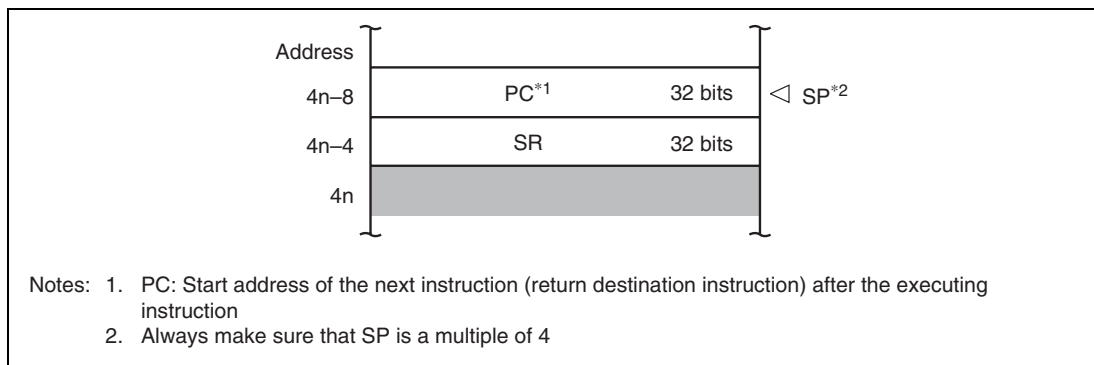 Address
4n–8 PC*1 32 bits ◁ SP*2
4n–4 SR 32 bits
4n
Notes: 1. PC: Start address of the next instruction (return destination instruction) after the executing
instruction
2. Always make sure that SP is a multiple of 4